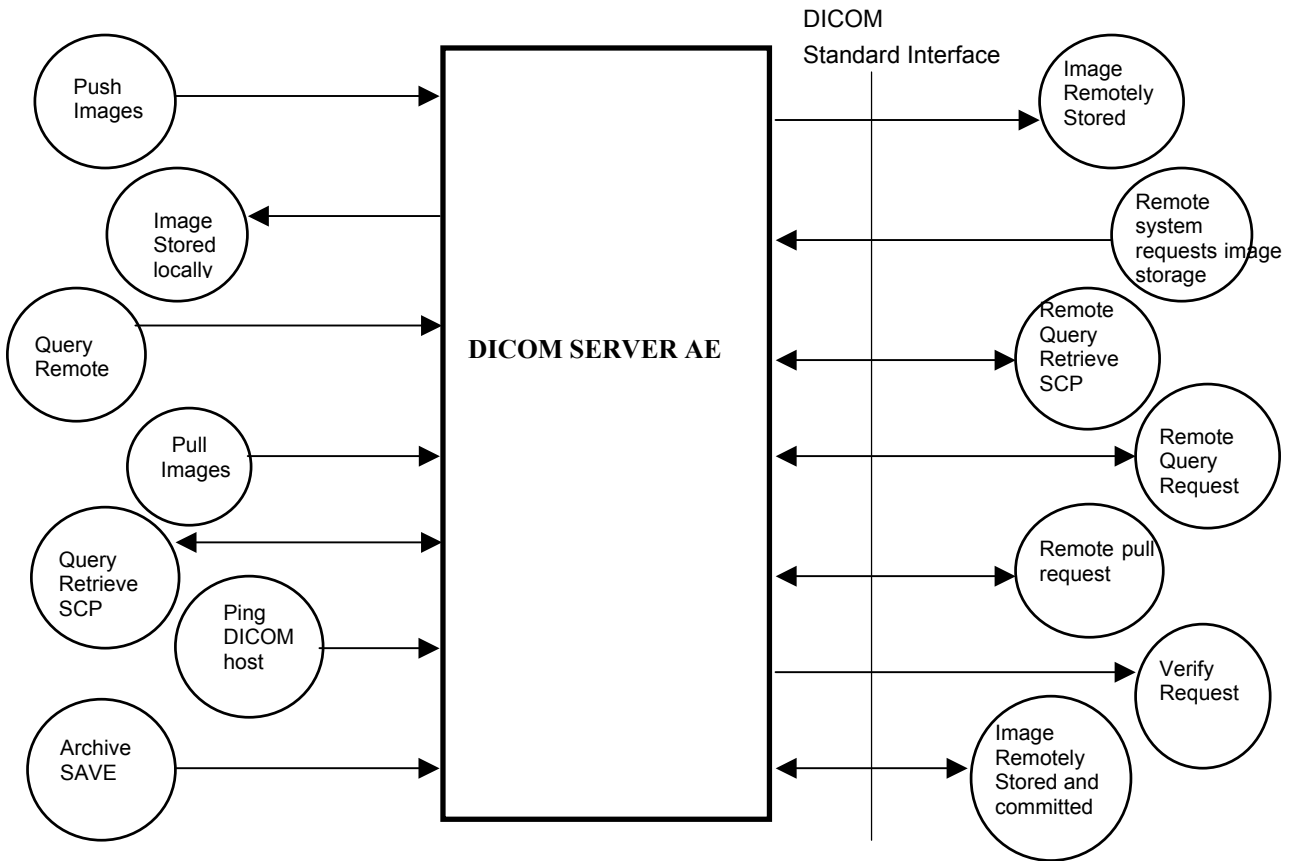 DICOM
Standard Interface
Push
Images
Image
Stored
locally
Query
Remote
Pull
Images
Query
Retrieve
SCP
Ping
DICOM
host
Archive
SAVE
DICOM SERVER AE
Image
Remotely
Stored
Remote
system
requests image
storage
Remote
Query
Retrieve
SCP
Remote
Query
Request
Remote pull
request
Verify
Request
Image
Remotely
Stored and
committed